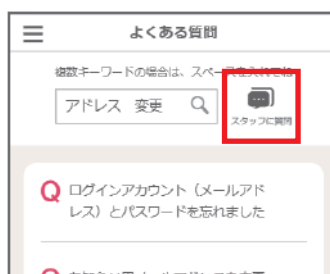 よくある質問
複数キーワードの場合は、スペースを入れてね
アドレス 変更
スタッフに質問
Q ログインアカウント（メールアド
レス）とパスワードを忘れました
Q